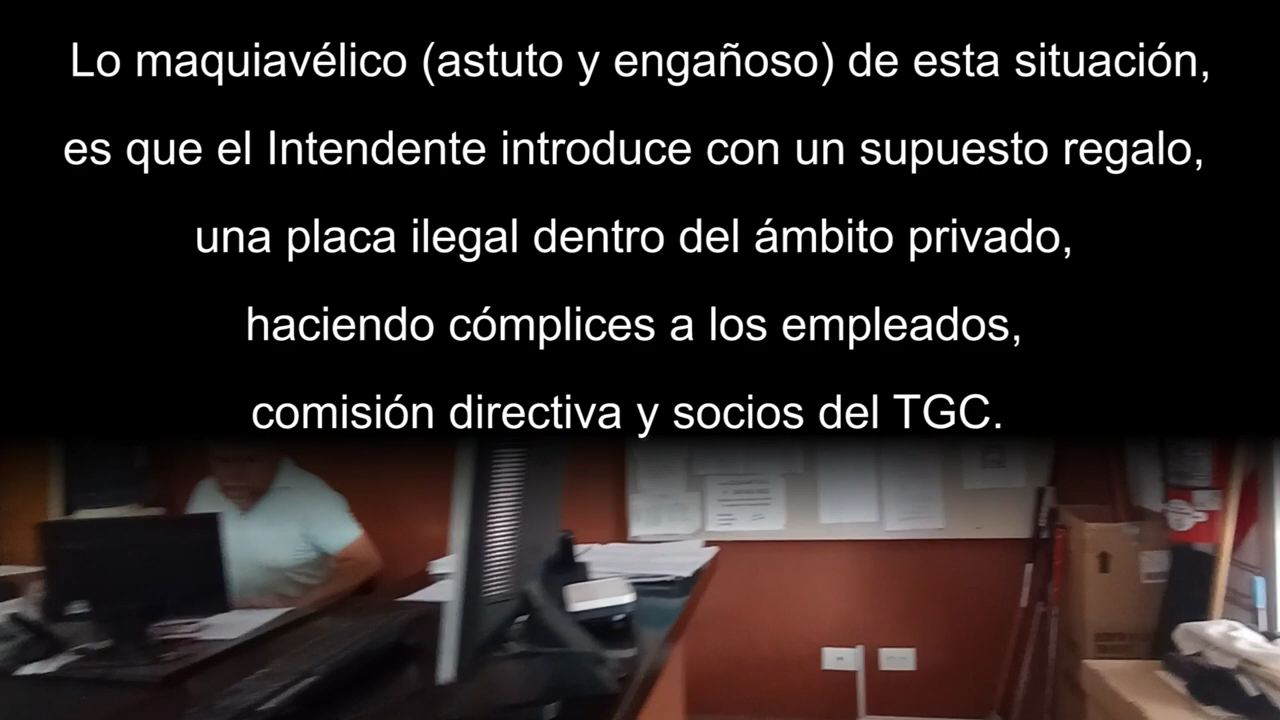 Lo maquiavélico (astuto y engañoso) de esta situación,
es que el Intendente introduce con un supuesto regalo,
una placa ilegal dentro del ámbito privado,
haciendo cómplices a los empleados,
comisión directiva y socios del TGC.